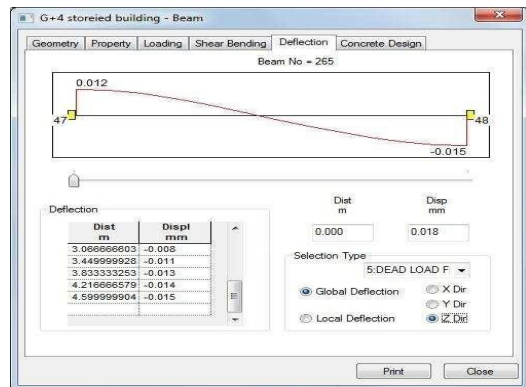 G+4 storeied building - Beam
Geometry Property Loading Shear Bending Deflection Concrete Design
Beam No = 265
0.012
47
48
-0.015
Dist
m
Disp
mm
0.000
0.018
Deflection
Dist
m
Displ
mm
3.066666603 -0.008
3.449999928 -0.011
3.833333253 -0.013
4.216666579 -0.014
4.599999904 -0.015
Selection Type
5:DEAD LOAD F
Global Deflection
Local Deflection
X Dir
Y Dir
Z Dir
Print
Close